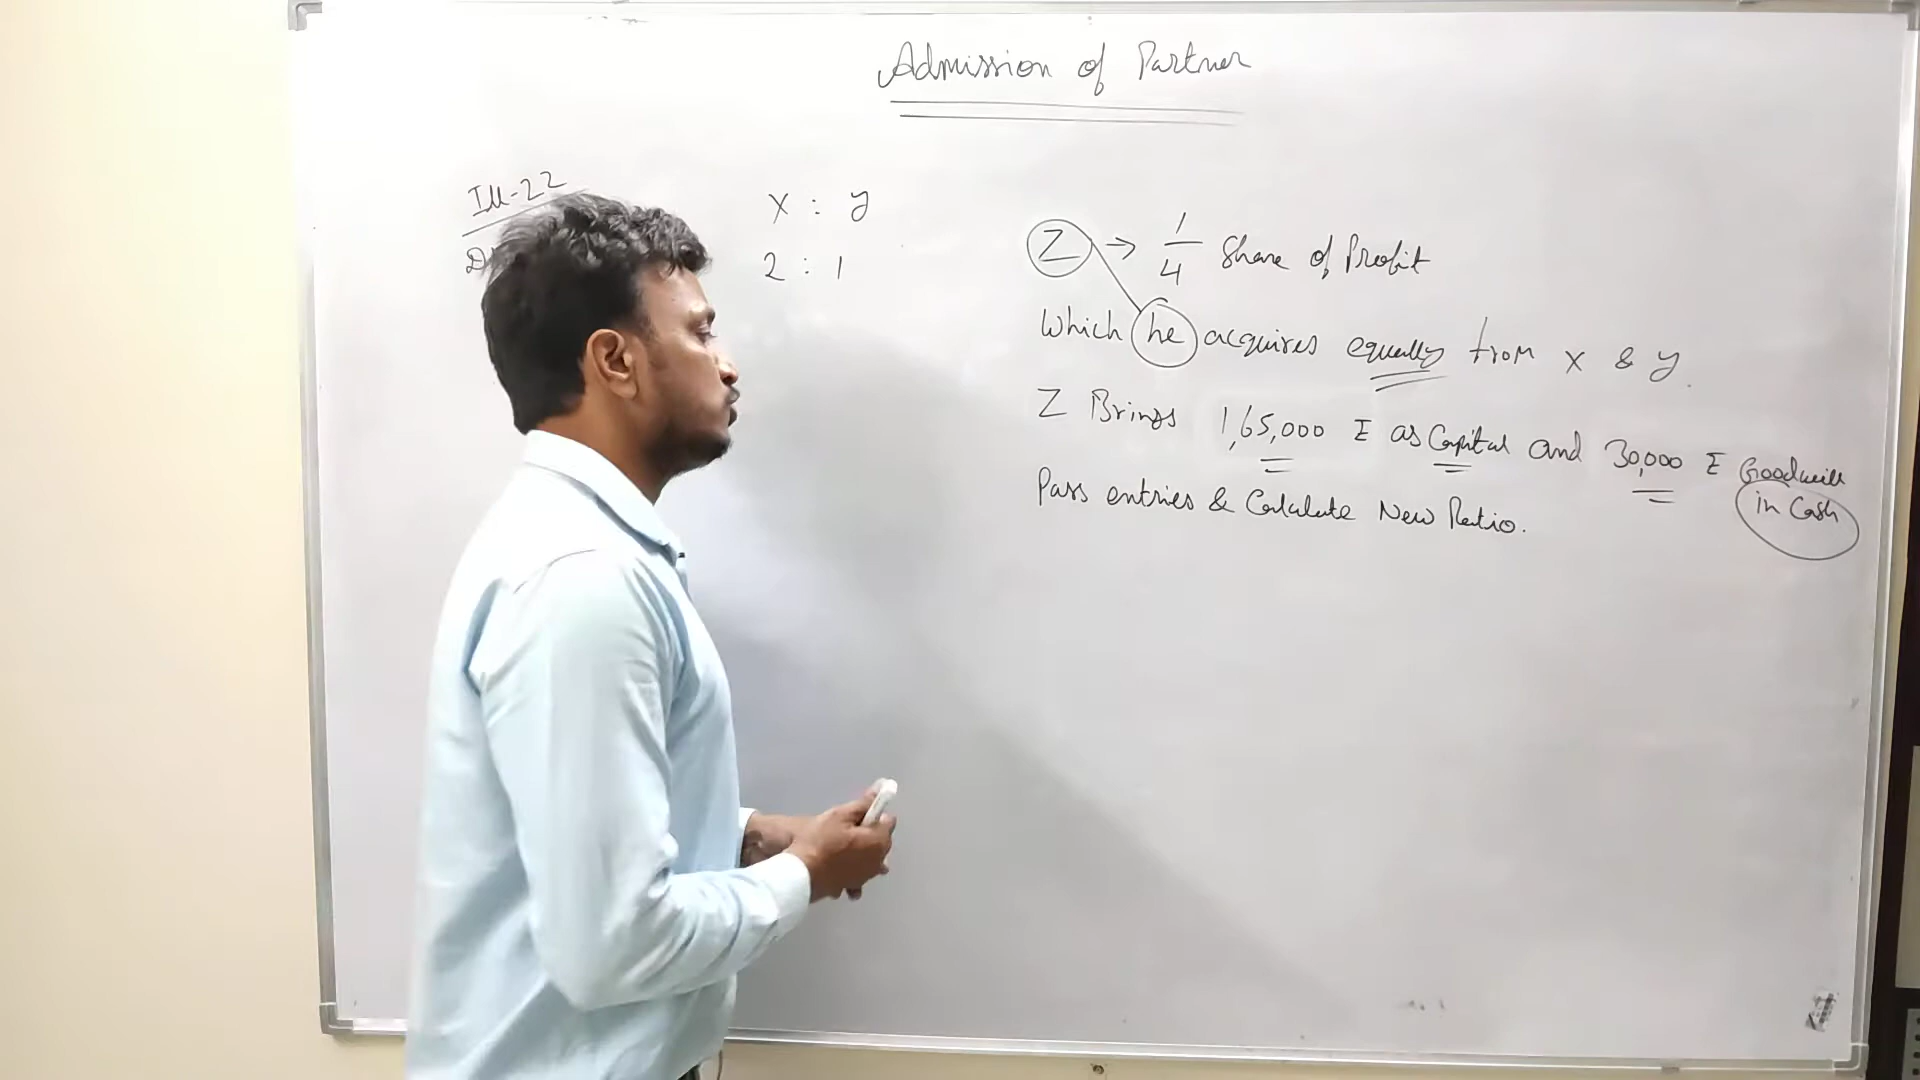 Admission of Partner
Ill-22
X : Y
2 : 1
Z → 1/4 Share of Profit
Which he acquires equally from X & Y.
Z Brings 1,65,000 ₹ as Capital and 30,000 ₹ Goodwill
in Cash
Pass entries & Calculate New Ratio.